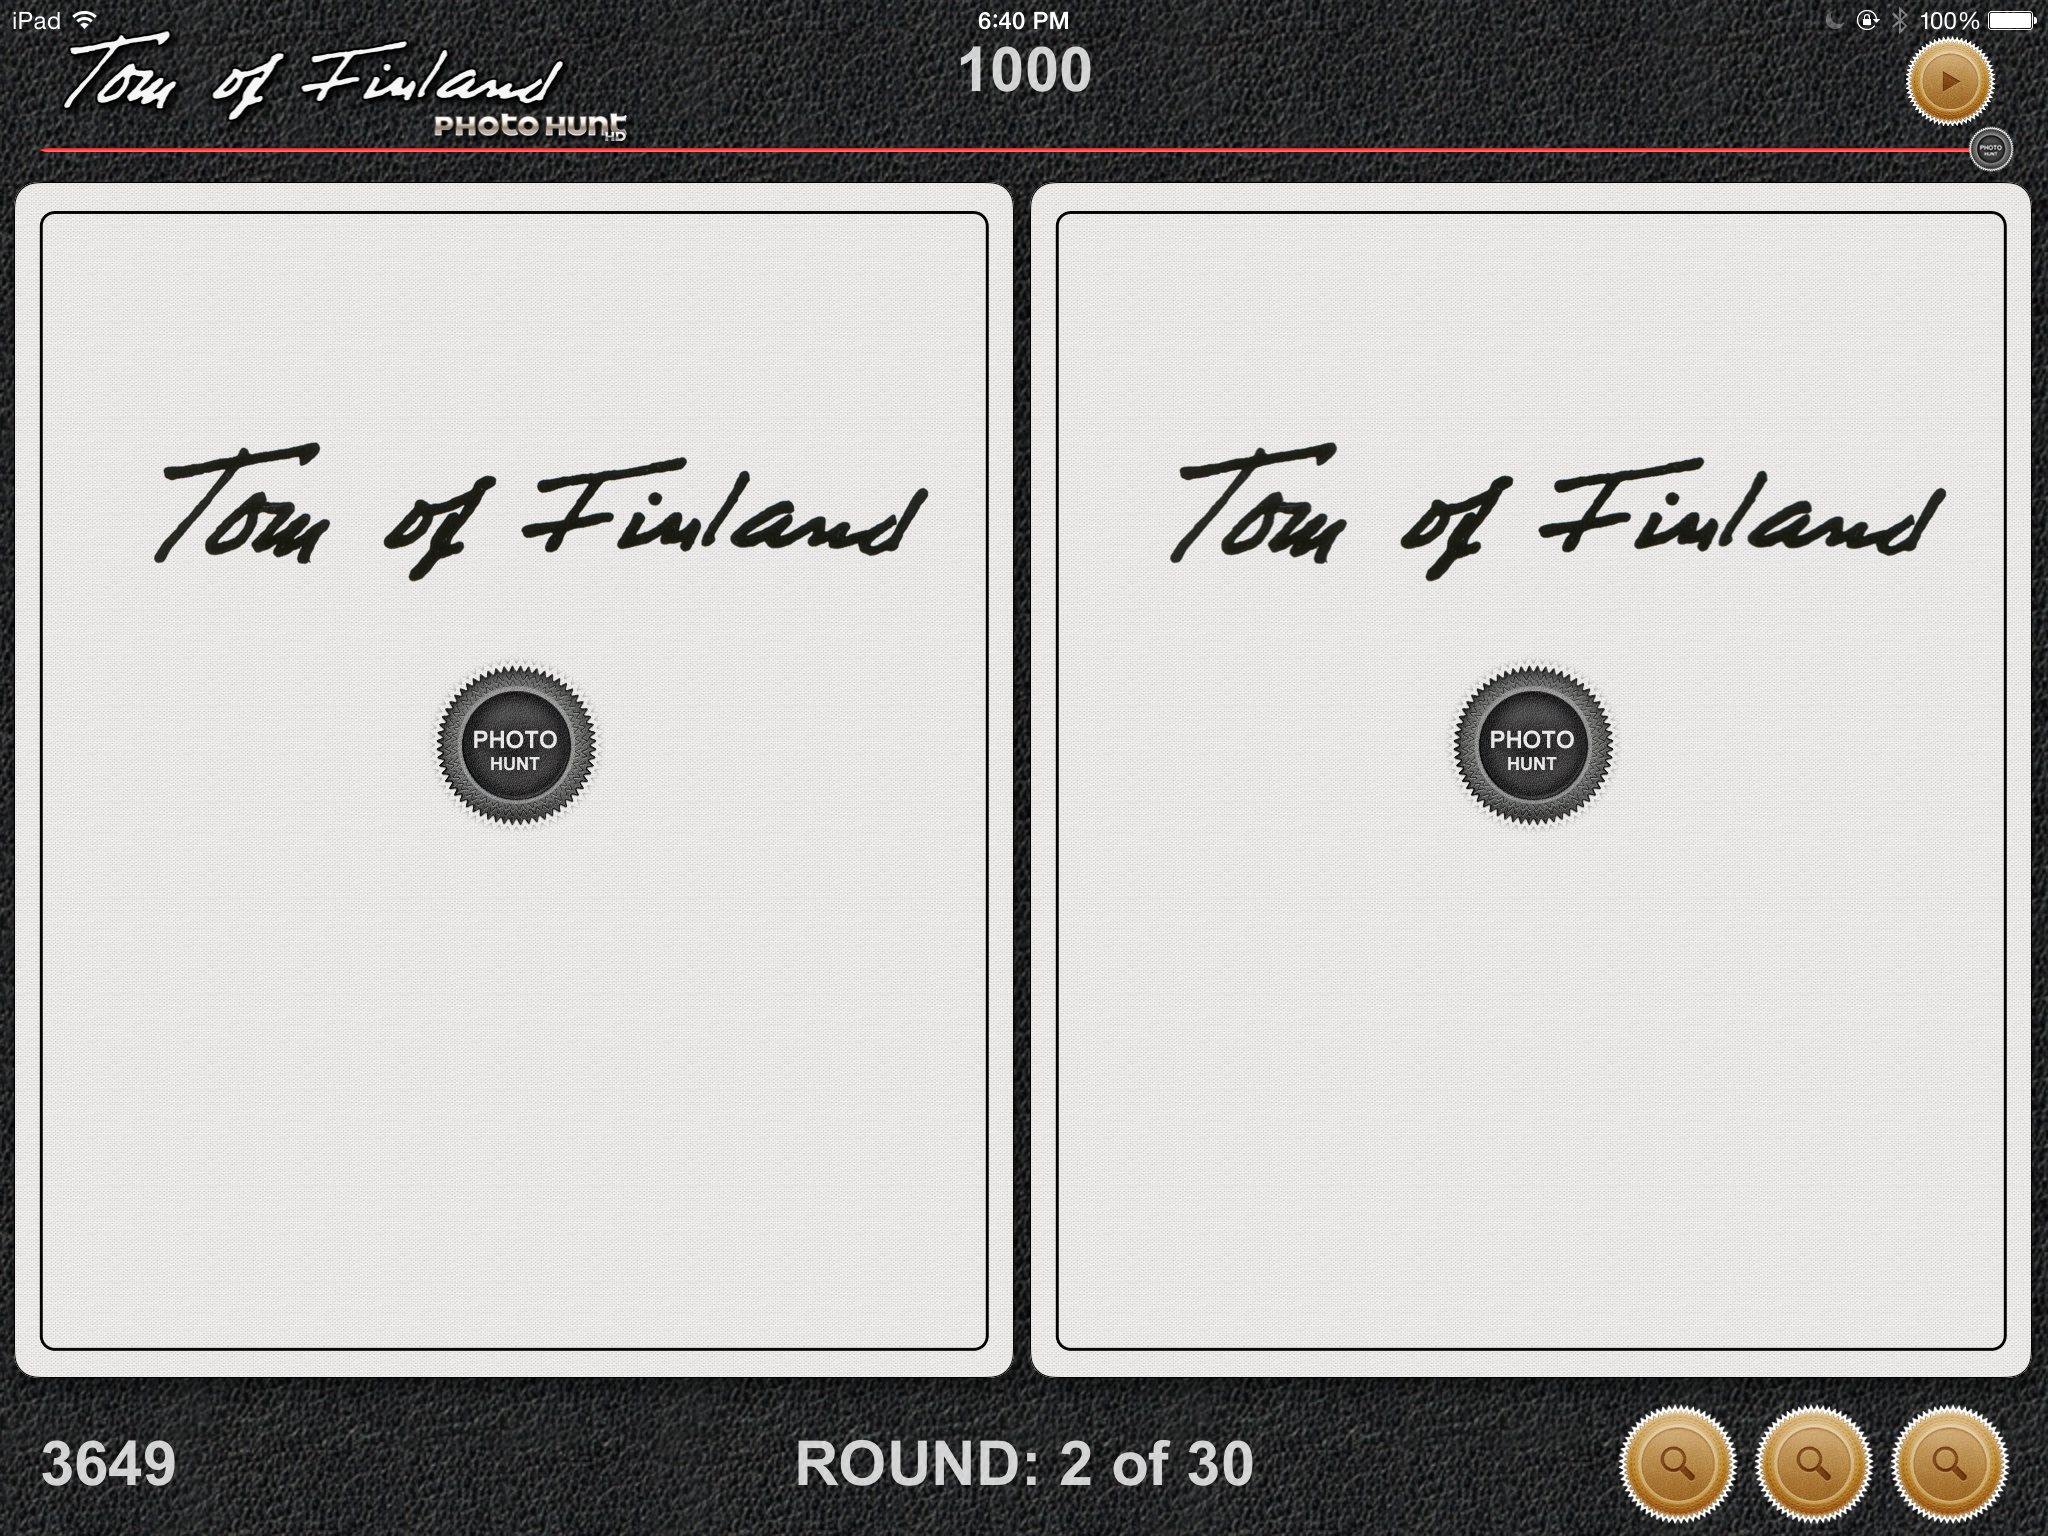 iPad 6:40 PM 100%
Tom of Finland
PHOTO HUNT
HD
1000
PHOTO
HUNT
Tom of Finland
PHOTO
HUNT
Tom of Finland
PHOTO
HUNT
3649 ROUND: 2 of 30